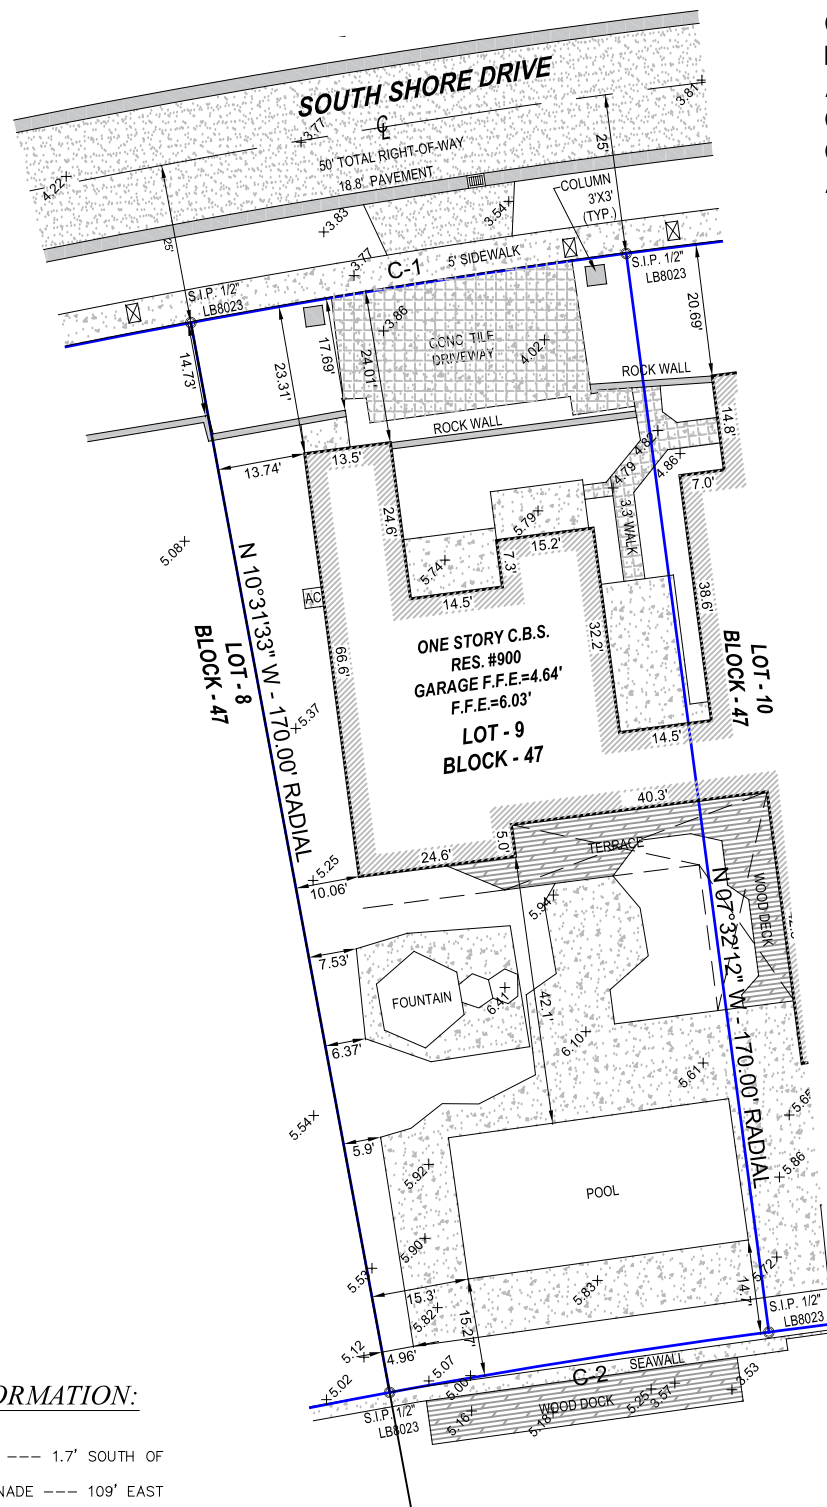 SOUTH SHORE DRIVE
3.81
3.77
℄
25'
50' TOTAL RIGHT-OF-WAY
18.8' PAVEMENT
4.22
COLUMN
3'X3'
(TYP.)
3.54
3.83
25'
3.77
C-1
5' SIDEWALK
S.I.P. 1/2"
LB8023
S.I.P. 1/2"
LB8023
20.69'
3.86
CONC TILE
DRIVEWAY
4.02
14.73'
23.31'
17.69'
24.01'
ROCK WALL
ROCK WALL
14.8'
4.82
4.86
4.79
13.74'
13.5'
7.0'
24.6'
5.79
3.3' WALK
5.08
5.74
7.3'
15.2'
14.5'
AC
38.6'
N 10°31'33" W - 170.00' RADIAL
LOT - 8
BLOCK - 47
66.6'
32.2'
ONE STORY C.B.S.
RES. #900
GARAGE F.F.E.=4.64'
F.F.E.=6.03'
LOT - 9
BLOCK - 47
LOT - 10
BLOCK - 47
5.37
14.5'
40.3'
5.0'
24.6'
TERRACE
5.25
10.06'
WOOD DECK
5.94
N 07°32'12" W - 170.00' RADIAL
7.53'
FOUNTAIN
6.41
42.1'
6.37'
6.10
5.61
5.54
5.9'
5.92
5.86
POOL
5.90
5.53
5.72
15.3'
5.83
14.7'
5.82
15.27'
S.I.P. 1/2"
LB8023
5.12
4.96'
5.07
SEAWALL
5.02
5.00
C-2
3.53
5.25
3.57
WOOD DOCK
S.I.P. 1/2"
LB8023
5.16
5.18
ORMATION:
--- 1.7' SOUTH OF
NADE --- 109' EAST